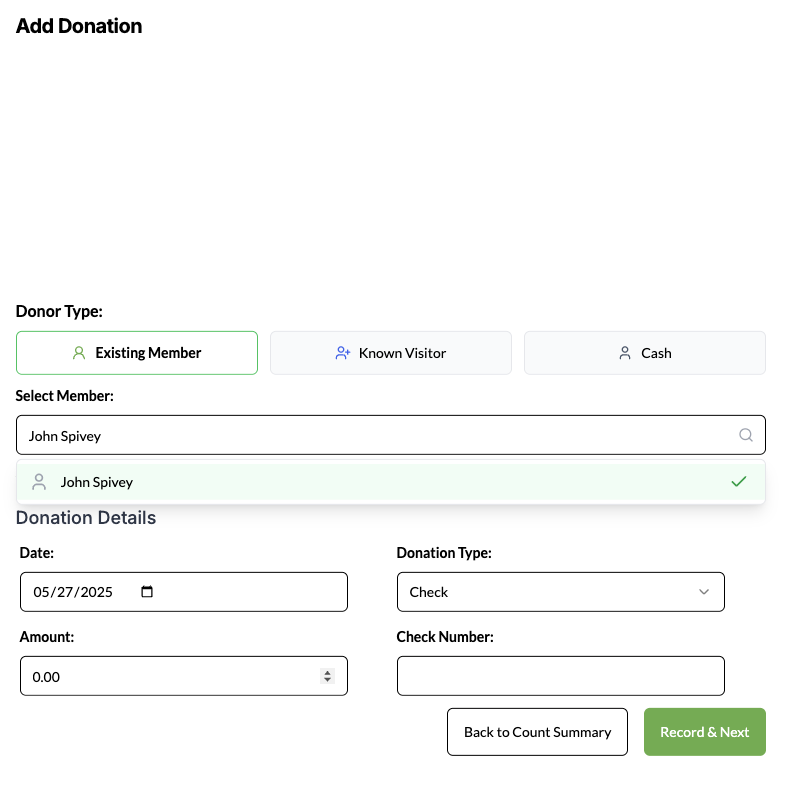 Add Donation
Donor Type:
Existing Member
Known Visitor
Cash
Select Member:
John Spivey
John Spivey
Donation Details
Date:
Donation Type:
05/27/2025
Check
Amount:
Check Number:
0.00
Back to Count Summary
Record & Next